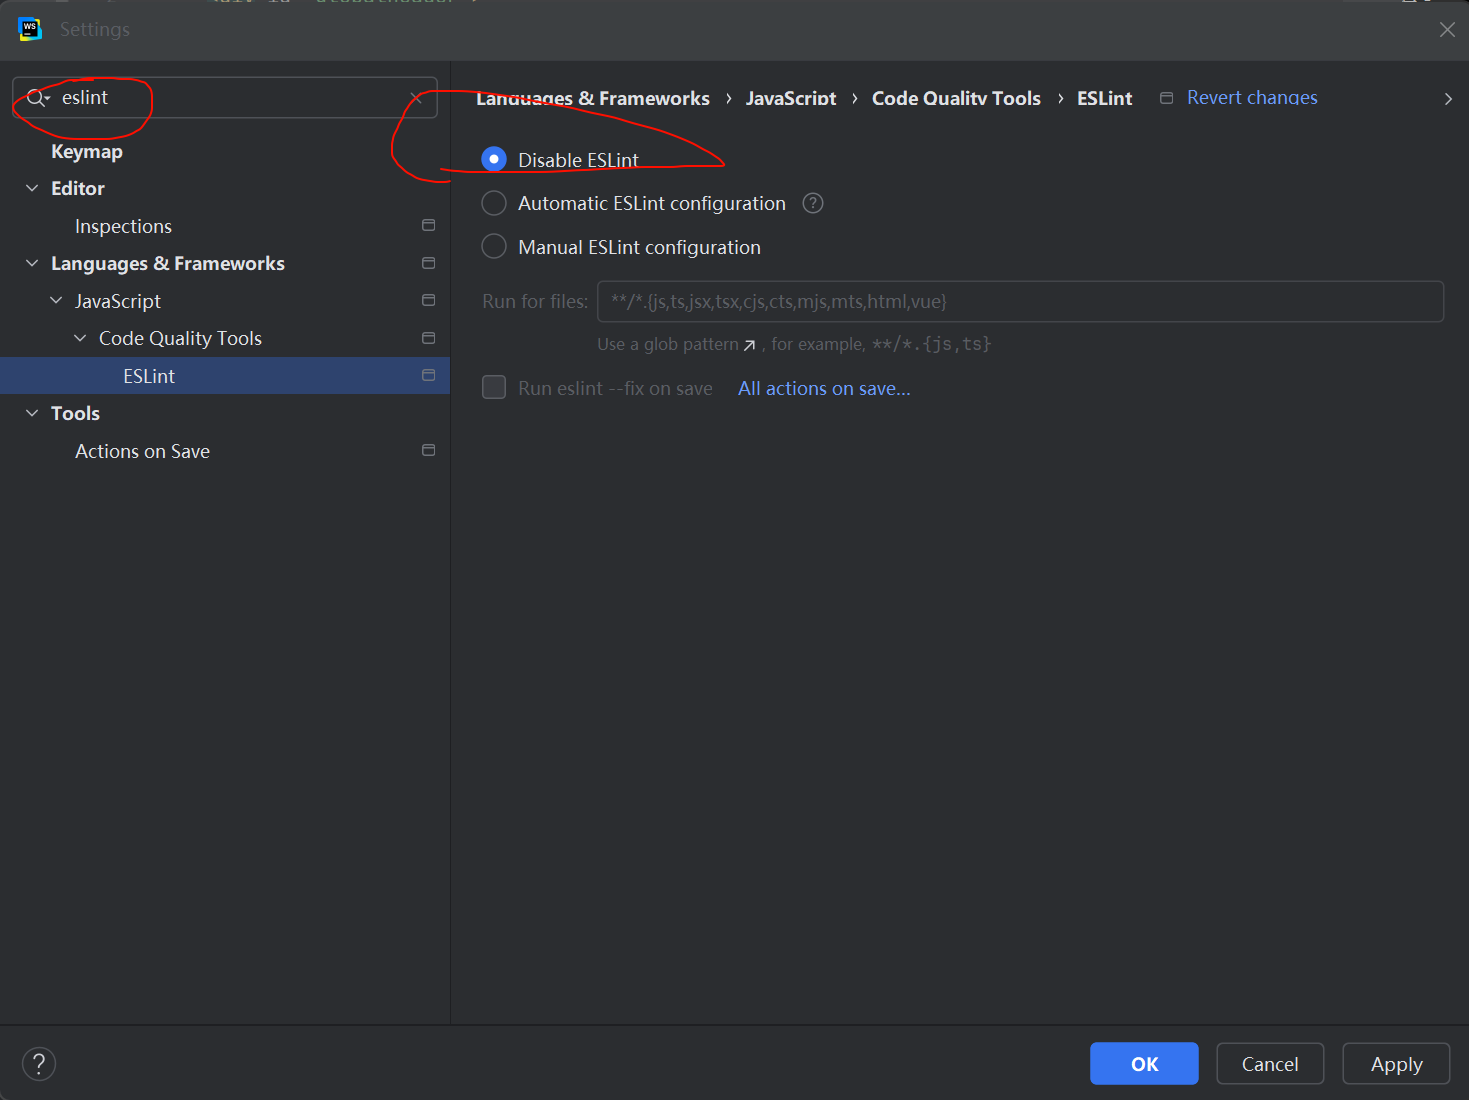 WS
Settings
eslint
Languages & Frameworks › JavaScript › Code Quality Tools › ESLint Revert changes
Keymap
Editor
Inspections
Languages & Frameworks
JavaScript
Code Quality Tools
ESLint
Tools
Actions on Save
Disable ESLint
Automatic ESLint configuration ?
Manual ESLint configuration
Run for files: **/*.{js,ts,jsx,tsx,cjs,cts,mjs,mts,html,vue}
Use a glob pattern ↗ , for example, **/*.{js,ts}
Run eslint --fix on save All actions on save...
? OK Cancel Apply